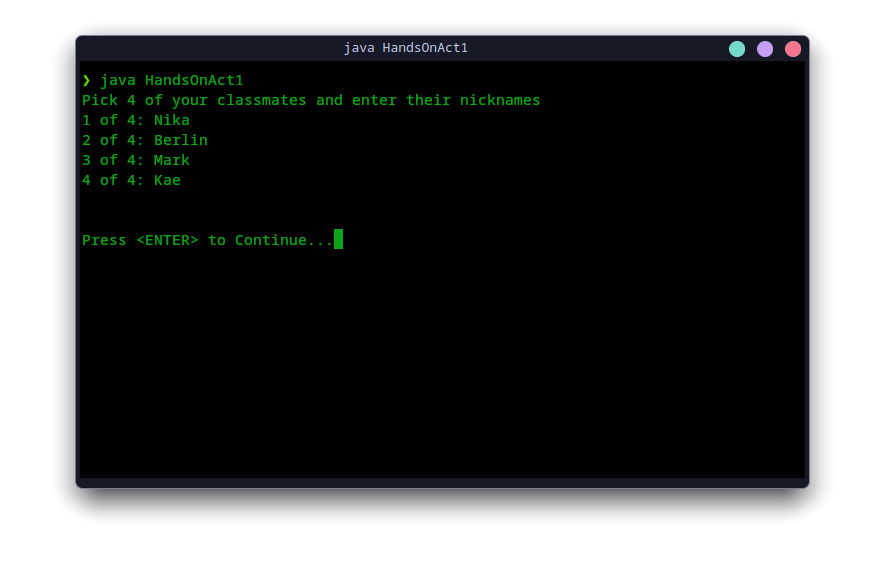 java HandsOnAct1
❯ java HandsOnAct1
Pick 4 of your classmates and enter their nicknames
1 of 4: Nika
2 of 4: Berlin
3 of 4: Mark
4 of 4: Kae
Press <ENTER> to Continue...